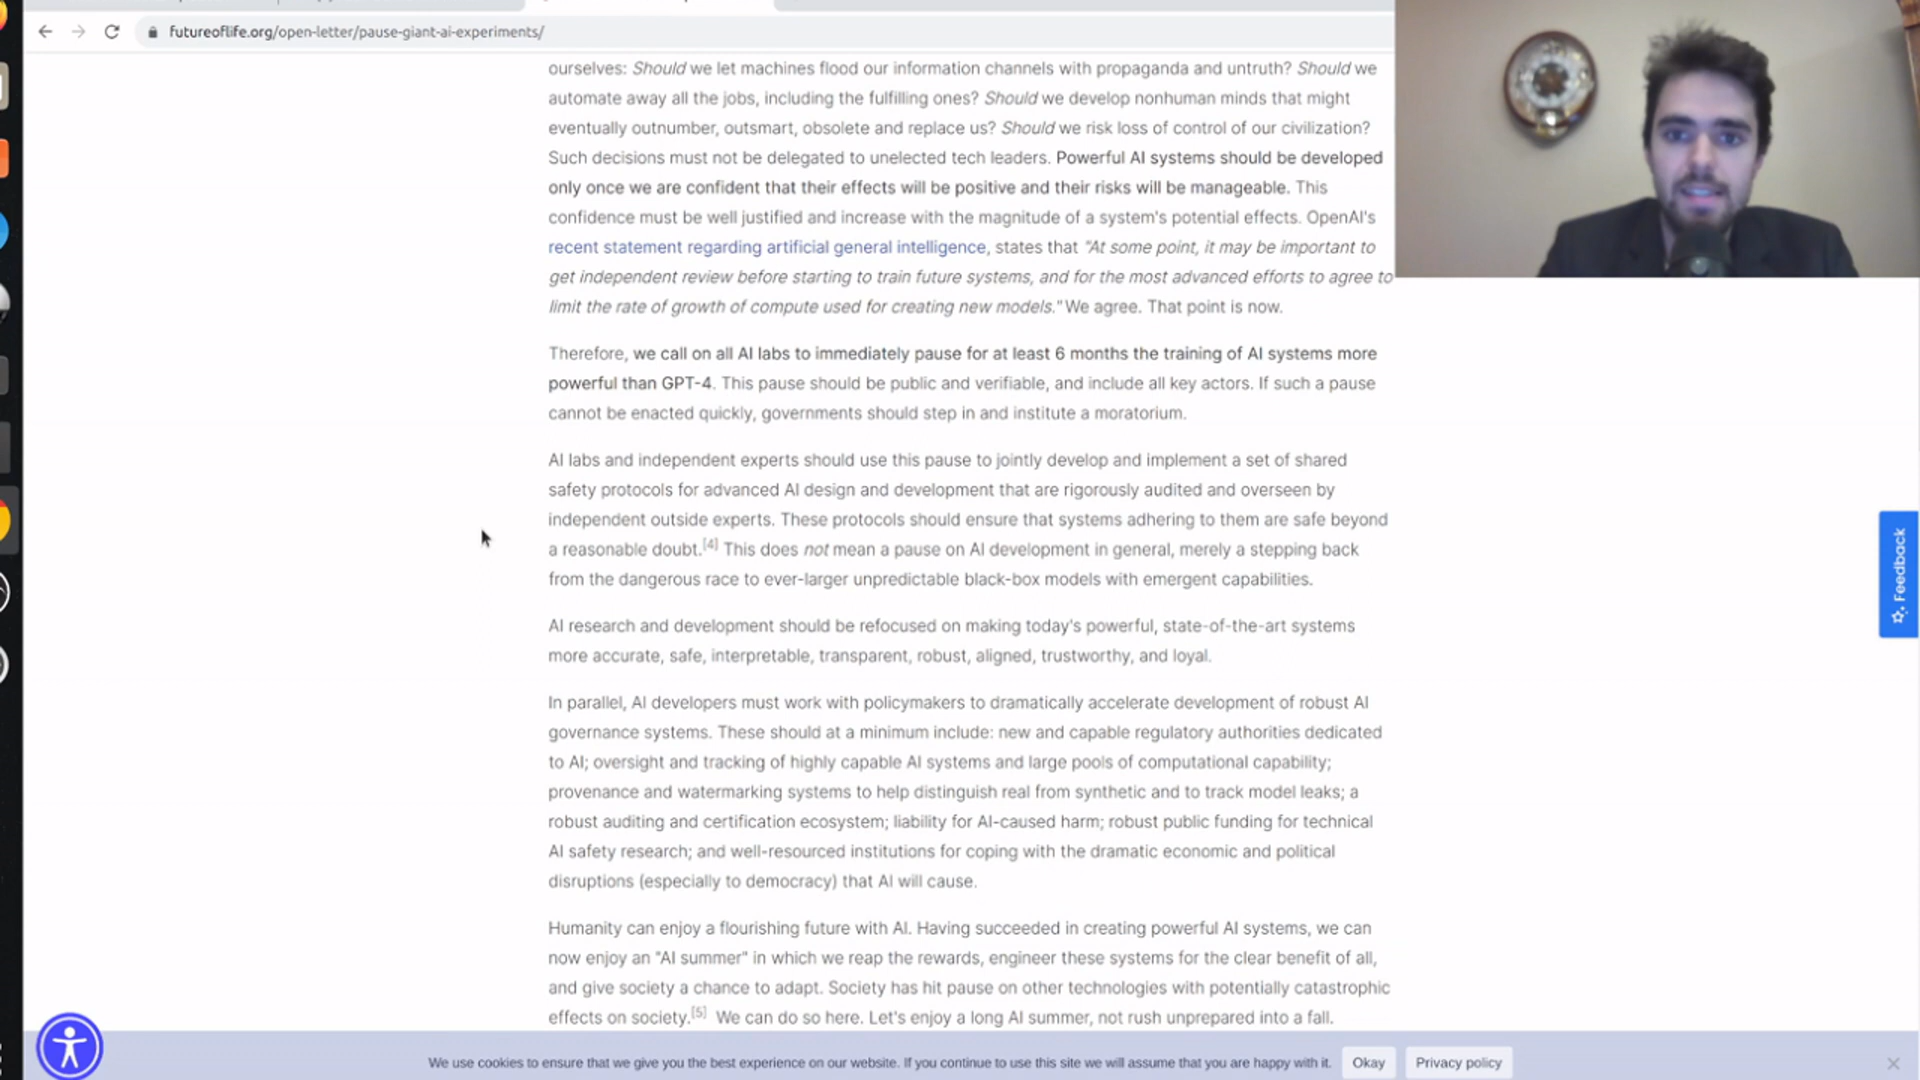 futureoflife.org/open-letter/pause-giant-ai-experiments/
ourselves: Should we let machines flood our information channels with propaganda and untruth? Should we
automate away all the jobs, including the fulfilling ones? Should we develop nonhuman minds that might
eventually outnumber, outsmart, obsolete and replace us? Should we risk loss of control of our civilization?
Such decisions must not be delegated to unelected tech leaders. Powerful AI systems should be developed
only once we are confident that their effects will be positive and their risks will be manageable. This
confidence must be well justified and increase with the magnitude of a system's potential effects. OpenAI's
recent statement regarding artificial general intelligence, states that "At some point, it may be important to
get independent review before starting to train future systems, and for the most advanced efforts to agree to
limit the rate of growth of compute used for creating new models." We agree. That point is now.
Therefore, we call on all AI labs to immediately pause for at least 6 months the training of AI systems more
powerful than GPT-4. This pause should be public and verifiable, and include all key actors. If such a pause
cannot be enacted quickly, governments should step in and institute a moratorium.
AI labs and independent experts should use this pause to jointly develop and implement a set of shared
safety protocols for advanced AI design and development that are rigorously audited and overseen by
independent outside experts. These protocols should ensure that systems adhering to them are safe beyond
a reasonable doubt.[4] This does not mean a pause on AI development in general, merely a stepping back
from the dangerous race to ever-larger unpredictable black-box models with emergent capabilities.
AI research and development should be refocused on making today's powerful, state-of-the-art systems
more accurate, safe, interpretable, transparent, robust, aligned, trustworthy, and loyal.
In parallel, AI developers must work with policymakers to dramatically accelerate development of robust AI
governance systems. These should at a minimum include: new and capable regulatory authorities dedicated
to AI; oversight and tracking of highly capable AI systems and large pools of computational capability;
provenance and watermarking systems to help distinguish real from synthetic and to track model leaks; a
robust auditing and certification ecosystem; liability for AI-caused harm; robust public funding for technical
AI safety research; and well-resourced institutions for coping with the dramatic economic and political
disruptions (especially to democracy) that AI will cause.
Humanity can enjoy a flourishing future with AI. Having succeeded in creating powerful AI systems, we can
now enjoy an "AI summer" in which we reap the rewards, engineer these systems for the clear benefit of all,
and give society a chance to adapt. Society has hit pause on other technologies with potentially catastrophic
effects on society.[5] We can do so here. Let's enjoy a long AI summer, not rush unprepared into a fall.
Feedback
We use cookies to ensure that we give you the best experience on our website. If you continue to use this site we will assume that you are happy with it. Okay Privacy policy